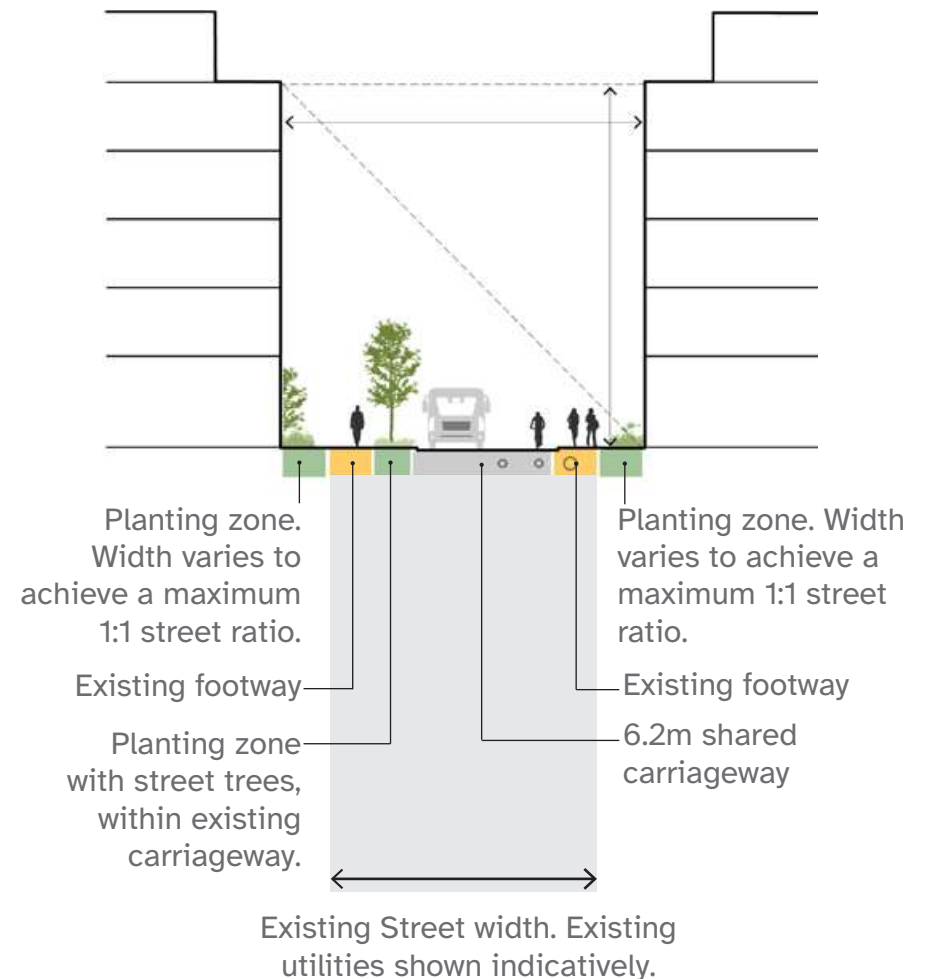 Planting zone.
Width varies to
achieve a maximum
1:1 street ratio.
Existing footway
Planting zone
with street trees,
within existing
carriageway.
Planting zone. Width
varies to achieve a
maximum 1:1 street
ratio.
Existing footway
6.2m shared
carriageway
Existing Street width. Existing
utilities shown indicatively.